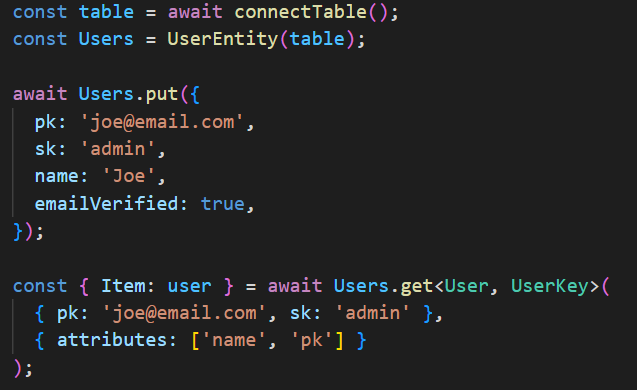 const table = await connectTable();
const Users = UserEntity(table);

await Users.put({
  pk: 'joe@email.com',
  sk: 'admin',
  name: 'Joe',
  emailVerified: true,
});

const { Item: user } = await Users.get<User, UserKey>(
  { pk: 'joe@email.com', sk: 'admin' },
  { attributes: ['name', 'pk'] }
);